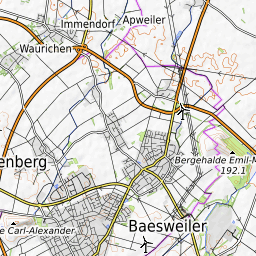 Immendorf
Apweiler
Waurichen
enberg
Bergehalde Emil-M
192.1
e Carl-Alexander
Baesweiler